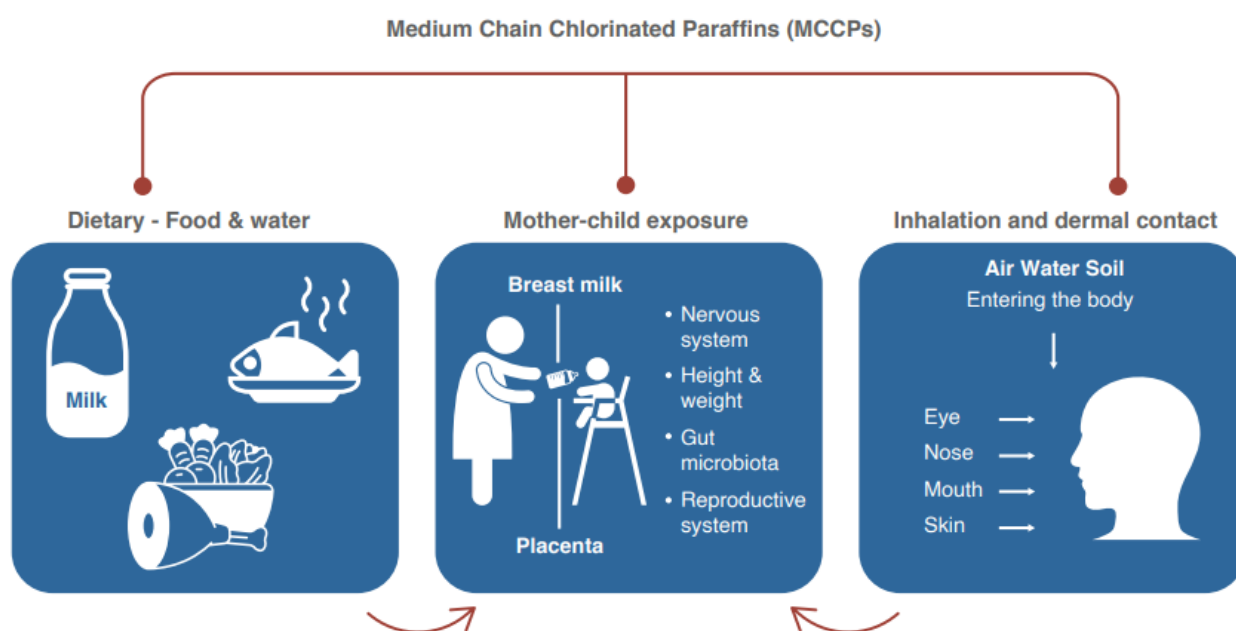 Medium Chain Chlorinated Paraffins (MCCPs)
Dietary - Food & water
Milk
Mother-child exposure
Breast milk
Placenta
• Nervous
system
• Height &
weight
• Gut
microbiota
• Reproductive
system
Inhalation and dermal contact
Air Water Soil
Entering the body
Eye
Nose
Mouth
Skin